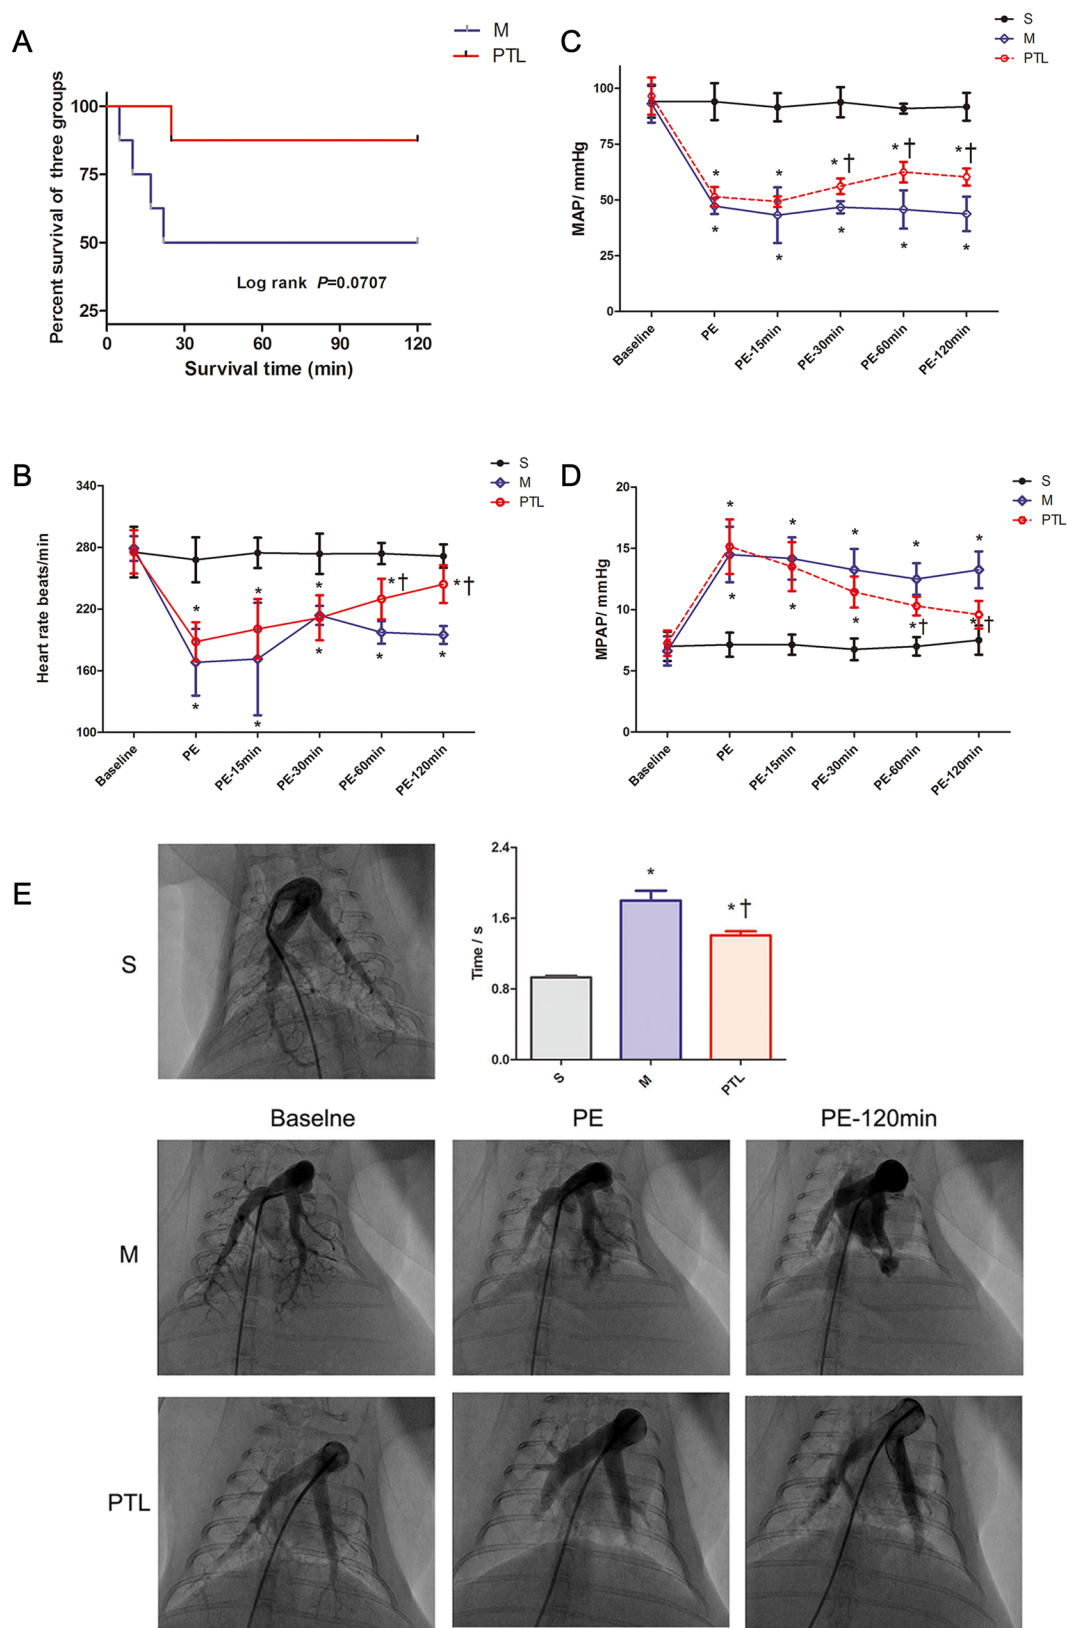 A
M
PTL
Percent survival of three groups
100
75
50
25
Log rank P=0.0707
0 30 60 90 120
Survival time (min)
C
S
M
PTL
MAP/ mmHg
100
75
50
25
0
* *
* † * † * †
* * * * *
Baseline PE PE-15min PE-30min PE-60min PE-120min
B
S
M
PTL
Heart rate beats/min
340
280
220
160
100
* * * * † * †
* * * * *
Baseline PE PE-15min PE-30min PE-60min PE-120min
D
S
M
PTL
MPAP/ mmHg
20
15
10
5
0
* * * * *
* * * * † * †
Baseline PE PE-15min PE-30min PE-60min PE-120min
E
S
Time / s
2.4
1.6
0.8
0.0
* * †
S M PTL
Baselne PE PE-120min
M
PTL